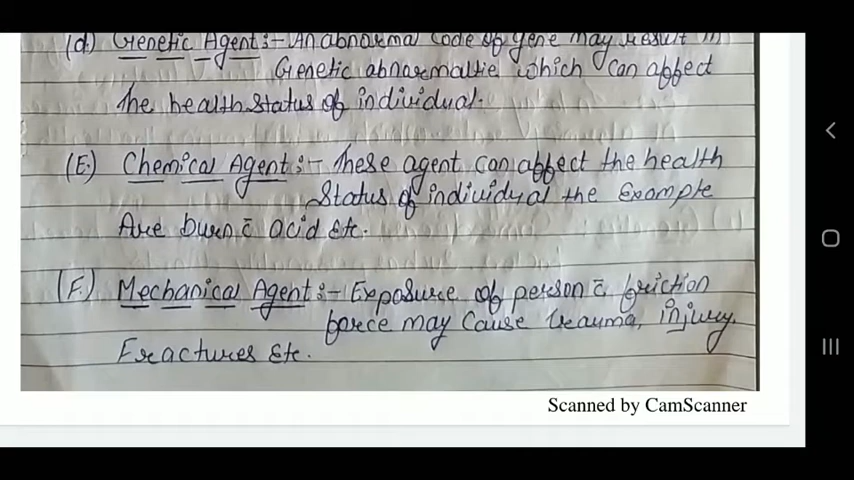 (d.) Genetic Agent :- An abnormal code of gene may result in
Genetic abnormaltie which can affect
the health status of individual.
(E.) Chemical Agent :- These agent can affect the health
Status of individual the Example
Are burn c̄ acid Etc.
(F.) Mechanical Agent :- Exposure of person c̄ friction
force may cause trauma, injury,
Fractures Etc.
Scanned by CamScanner